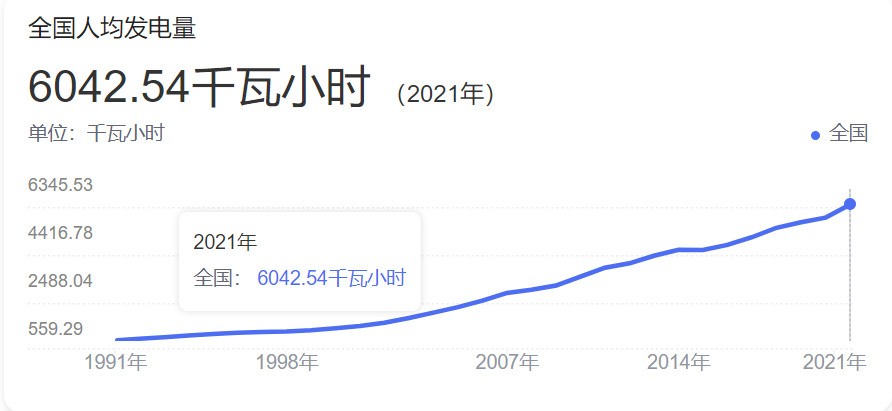 全国人均发电量
6042.54千瓦小时 （2021年）
单位：千瓦小时
全国
6345.53
4416.78
2488.04
559.29
2021年
全国： 6042.54千瓦小时
1991年 1998年 2007年 2014年 2021年